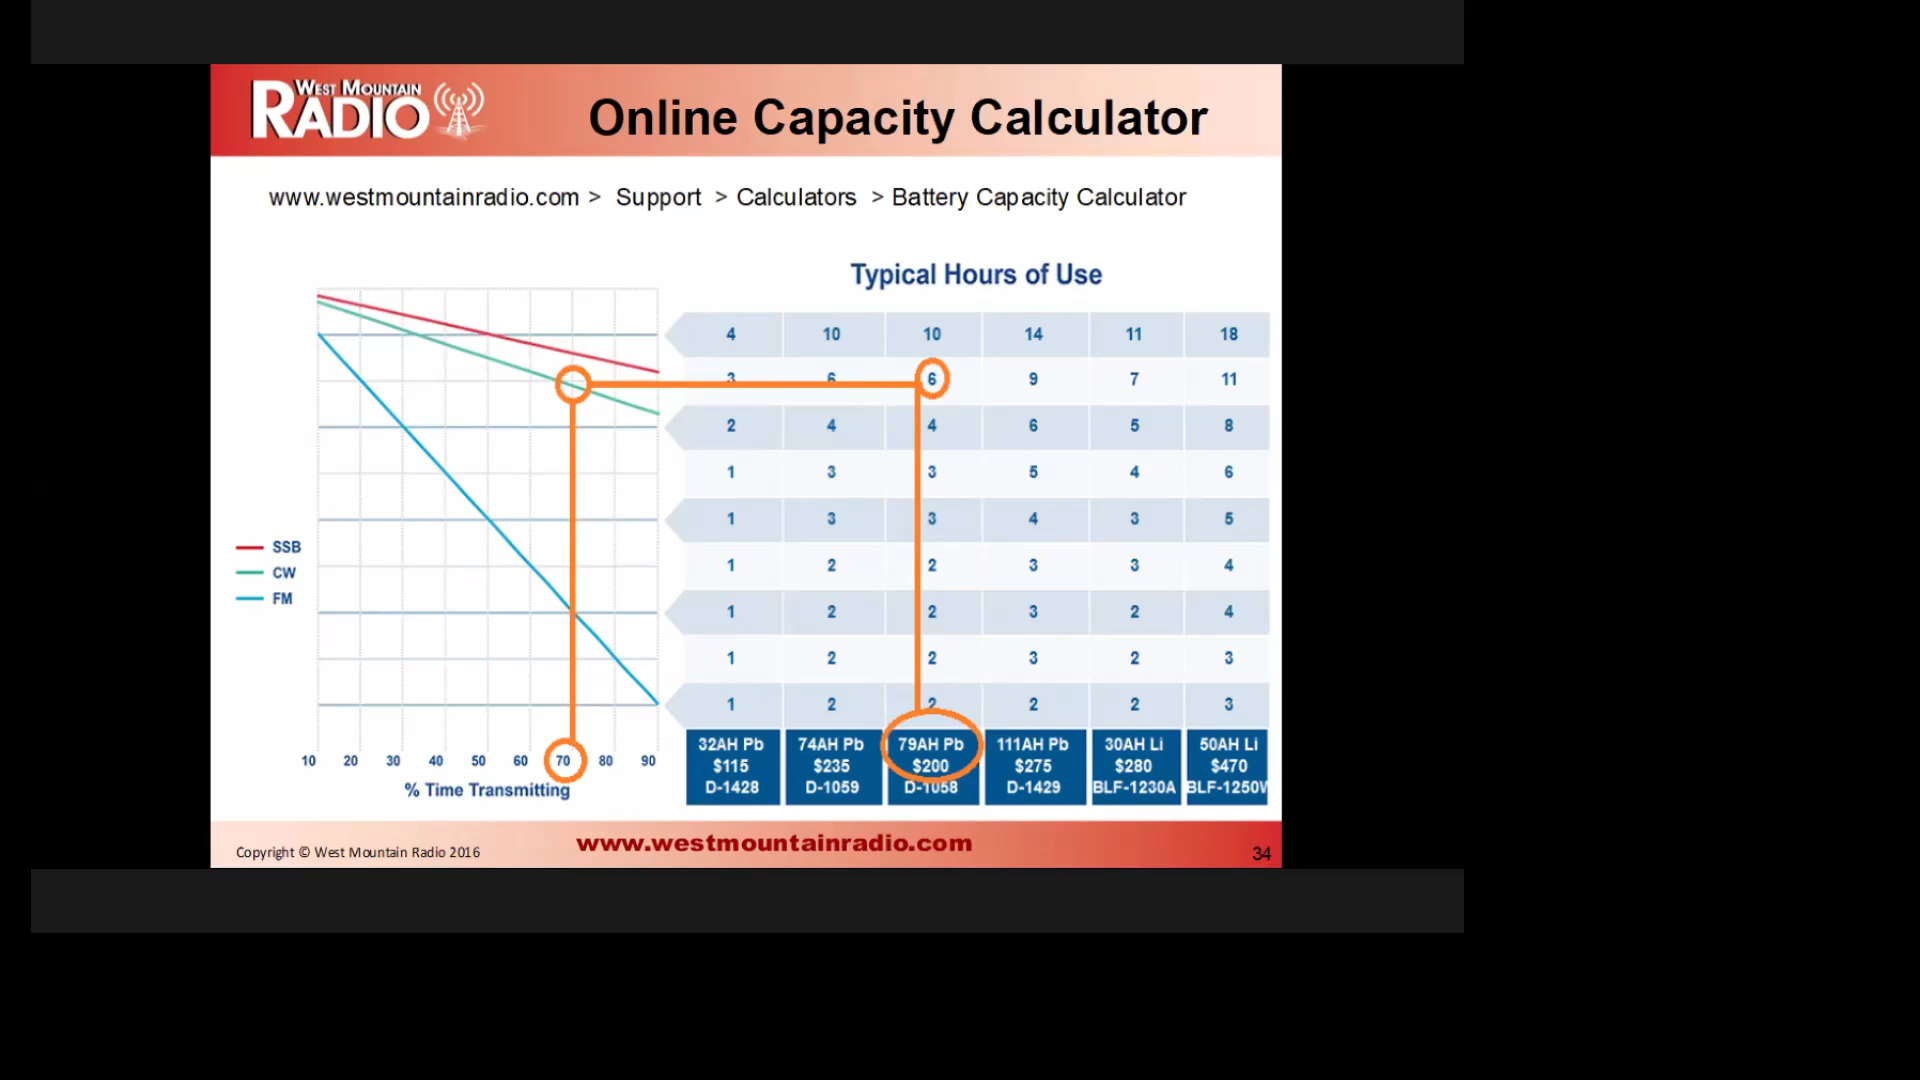 WEST MOUNTAIN
RADIO
Online Capacity Calculator
www.westmountainradio.com > Support > Calculators > Battery Capacity Calculator
Typical Hours of Use
4 10 10 14 11 18
3 6 6 9 7 11
2 4 4 6 5 8
1 3 3 5 4 6
1 3 3 4 3 5
1 2 2 3 3 4
1 2 2 3 2 4
1 2 2 3 2 3
1 2 2 2 2 3
SSB
CW
FM
10 20 30 40 50 60 70 80 90
% Time Transmitting
32AH Pb 74AH Pb 79AH Pb 111AH Pb 30AH Li 50AH Li
$115 $235 $200 $275 $280 $470
D-1428 D-1059 D-1058 D-1429 BLF-1230A BLF-1250W
Copyright © West Mountain Radio 2016
www.westmountainradio.com
34